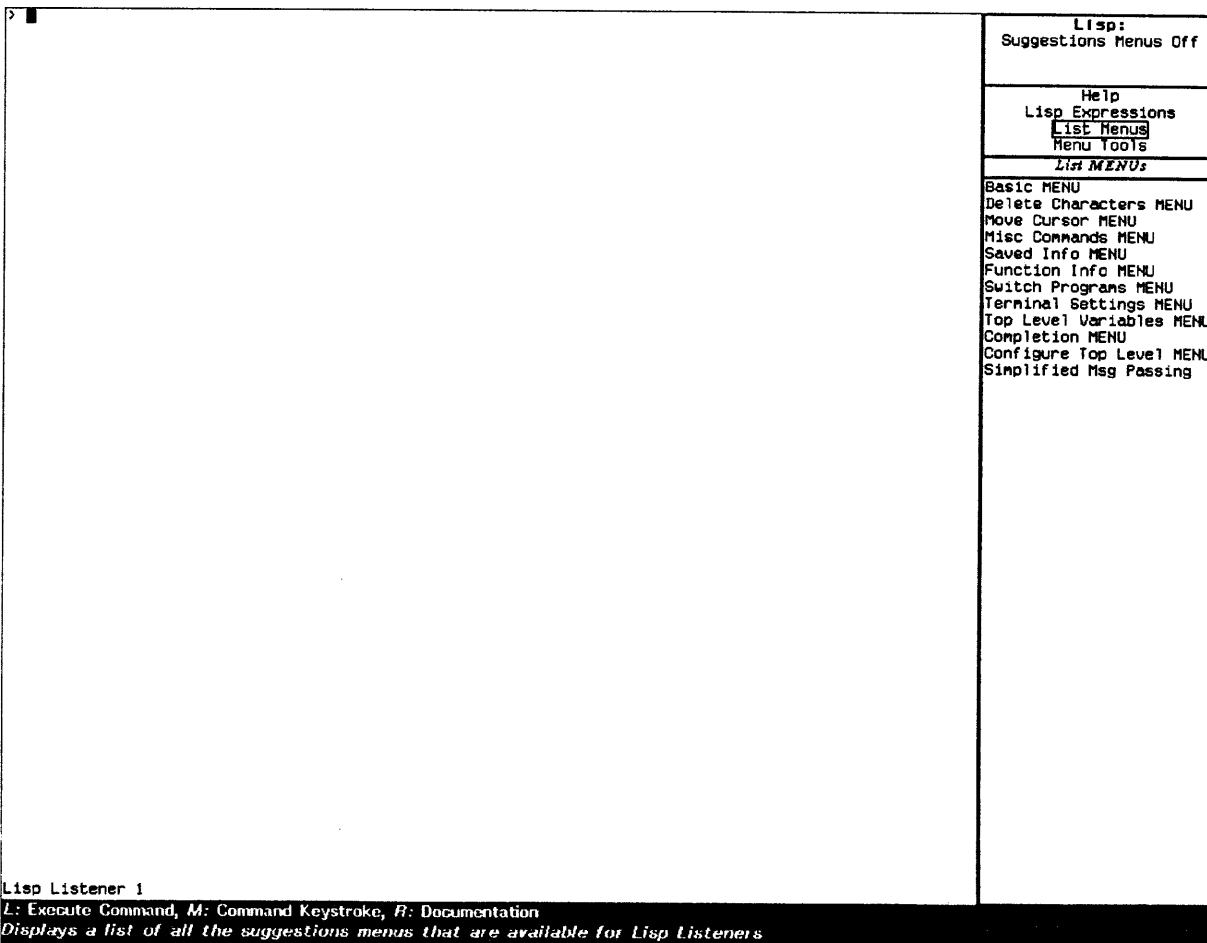 >
Lisp:
Suggestions Menus Off
Help
Lisp Expressions
List Menus
Menu Tools
List MENUs
Basic MENU
Delete Characters MENU
Move Cursor MENU
Misc Commands MENU
Saved Info MENU
Function Info MENU
Switch Programs MENU
Terminal Settings MENU
Top Level Variables MENU
Completion MENU
Configure Top Level MENU
Simplified Msg Passing
Lisp Listener 1
L: Execute Command, M: Command Keystroke, R: Documentation
Displays a list of all the suggestions menus that are available for Lisp Listeners